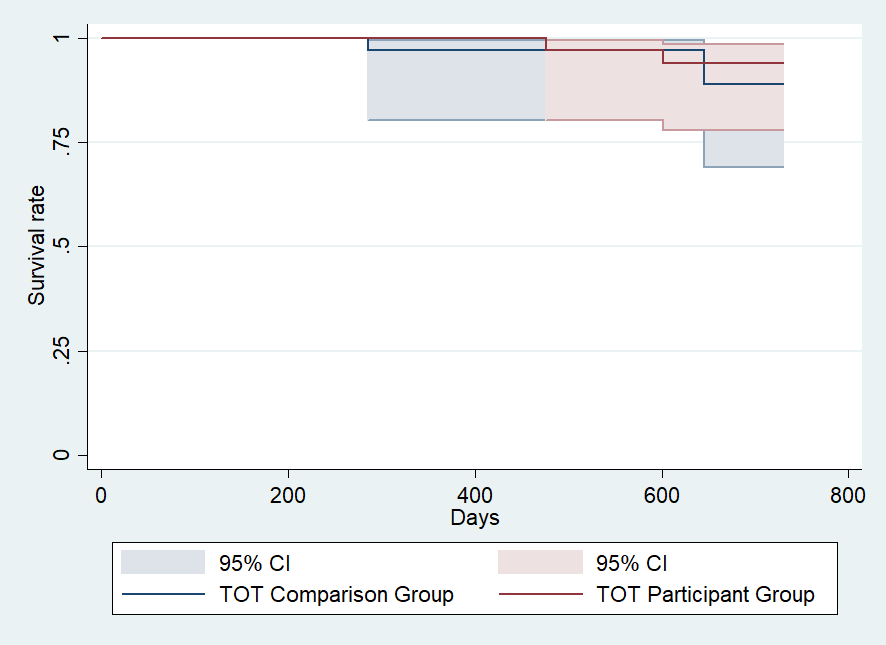 1
.75
.5
.25
0
Survival rate
0 200 400 600 800
Days
95% CI 95% CI
TOT Comparison Group TOT Participant Group